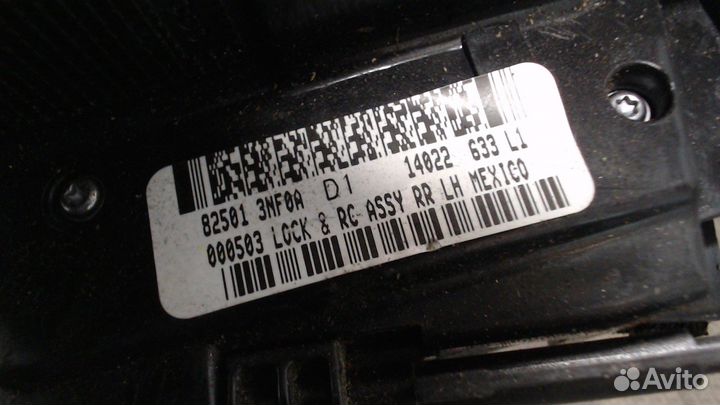 82501 3NF0A D1 14022 633 L1
000503 LOCK & RC ASSY RR LH MEXICO
Avito